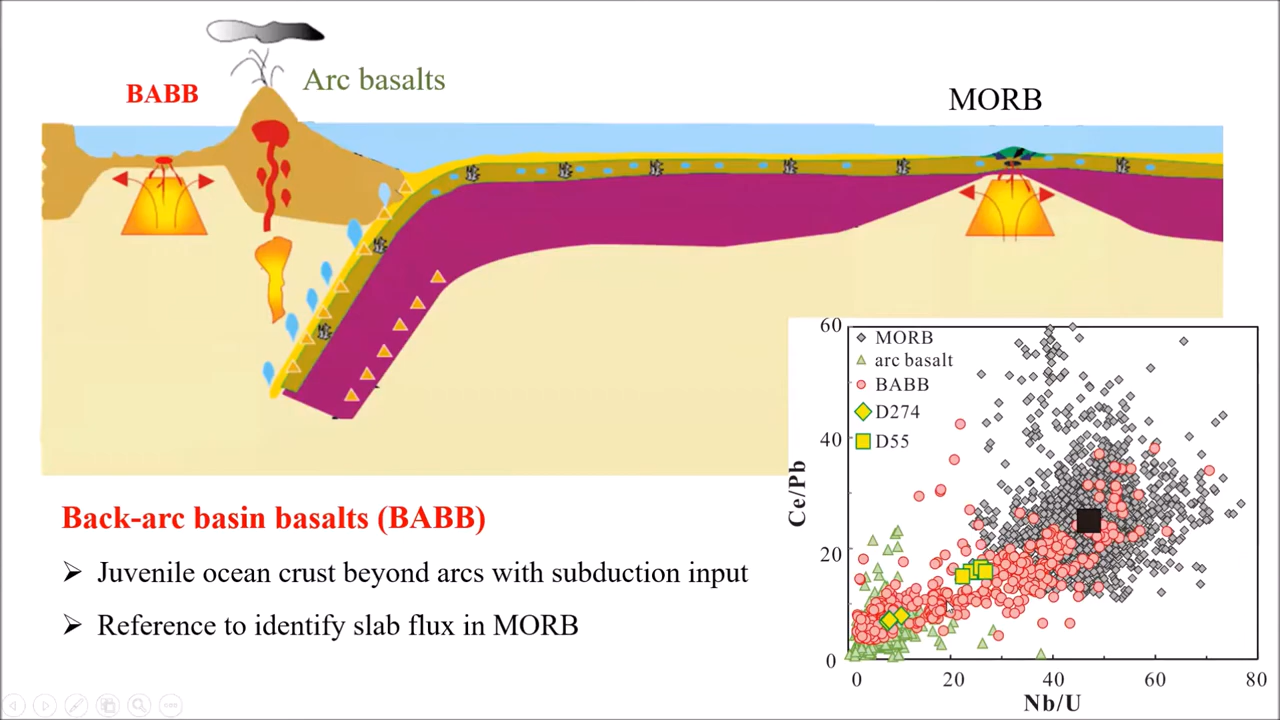 BABB
Arc basalts
MORB
Back-arc basin basalts (BABB)
➢ Juvenile ocean crust beyond arcs with subduction input
➢ Reference to identify slab flux in MORB
MORB
arc basalt
BABB
D274
D55
Ce/Pb
60
40
20
0
0 20 40 60 80
Nb/U